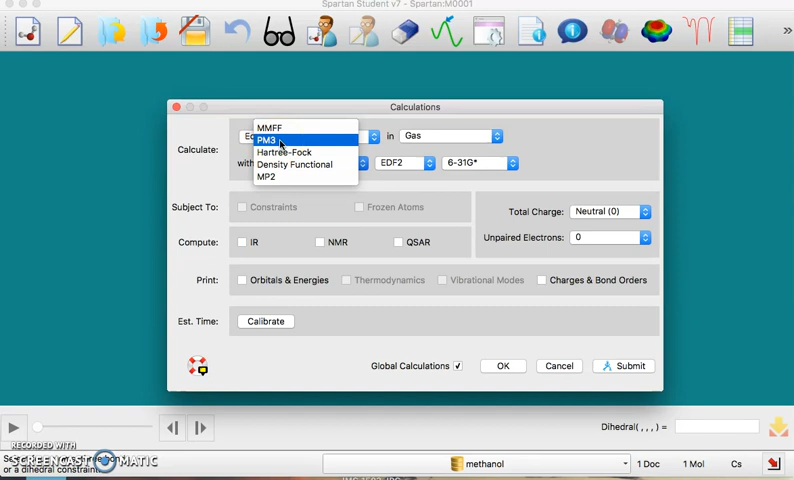 Spartan Student v7 - Spartan:M0001
»
Calculations
MMFF
PM3
Hartree-Fock
Density Functional
MP2
Calculate:
in
Gas
with
EDF2
6-31G*
Subject To:
Constraints
Frozen Atoms
Total Charge:
Neutral (0)
Compute:
IR
NMR
QSAR
Unpaired Electrons:
0
Print:
Orbitals & Energies
Thermodynamics
Vibrational Modes
Charges & Bond Orders
Est. Time:
Calibrate
Global Calculations
OK
Cancel
Submit
Dihedral( , , , ) =
RECORDED WITH
SCREENCAST MATIC
or a dihedral constraint
methanol
1 Doc
1 Mol
Cs